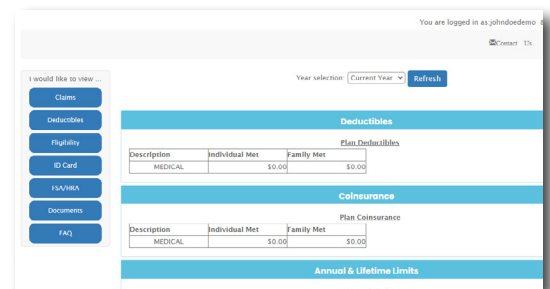 You are logged in as:johndoedemo
Contact Us
I would like to view ...
Claims
Deductibles
Eligibility
ID Card
FSA/HRA
Documents
FAQ
Year selection: Current Year Refresh
Deductibles
Plan Deductibles
Description Individual Met Family Met
MEDICAL $0.00 $0.00
Coinsurance
Plan Coinsurance
Description Individual Met Family Met
MEDICAL $0.00 $0.00
Annual & Lifetime Limits